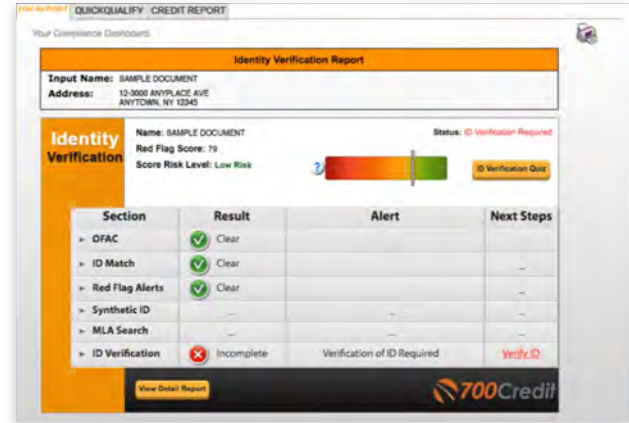 QUICKQUALIFY CREDIT REPORT
Your Compliance Dashboard.
Identity Verification Report
Input Name: SAMPLE DOCUMENT
Address: 12-3000 ANYPLACE AVE
ANYTOWN, NY 12345
Identity
Verification
Name: SAMPLE DOCUMENT
Status: ID Verification Required
Red Flag
Score: 79
Score Risk Level: Low Risk
?
ID Verification Quiz
Section Result Alert Next Steps
OFAC Clear
ID Match Clear _
Red Flag Alerts Clear _
Synthetic ID _ _ _
MLA Search _ _ _
ID Verification Incomplete Verification of ID Required Verify ID
View Detail Report
700Credit